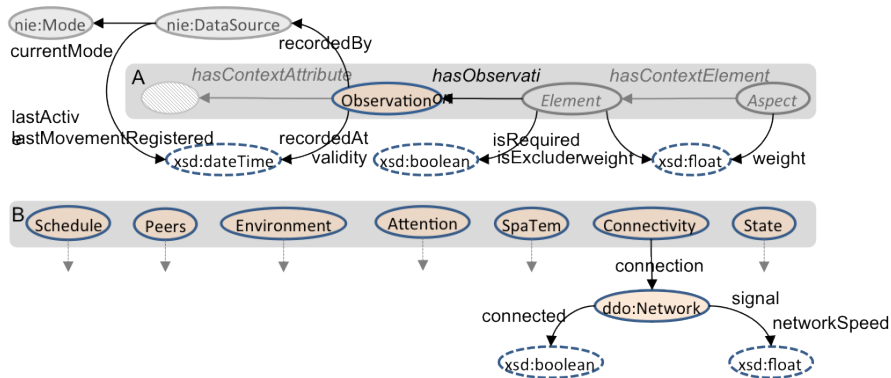 nie:Mode
nie:DataSource
currentMode
recordedBy
A
hasContextAttribute
hasObservati
on
hasContextElement
Observation
Element
Aspect
lastActiv
e
lastMovementRegistered
recordedAt
validity
isRequired
isExcluder
weight
weight
xsd:dateTime
xsd:boolean
xsd:float
B
Schedule
Peers
Environment
Attention
SpaTem
Connectivity
State
connection
connected
ddo:Network
signal
networkSpeed
xsd:boolean
xsd:float